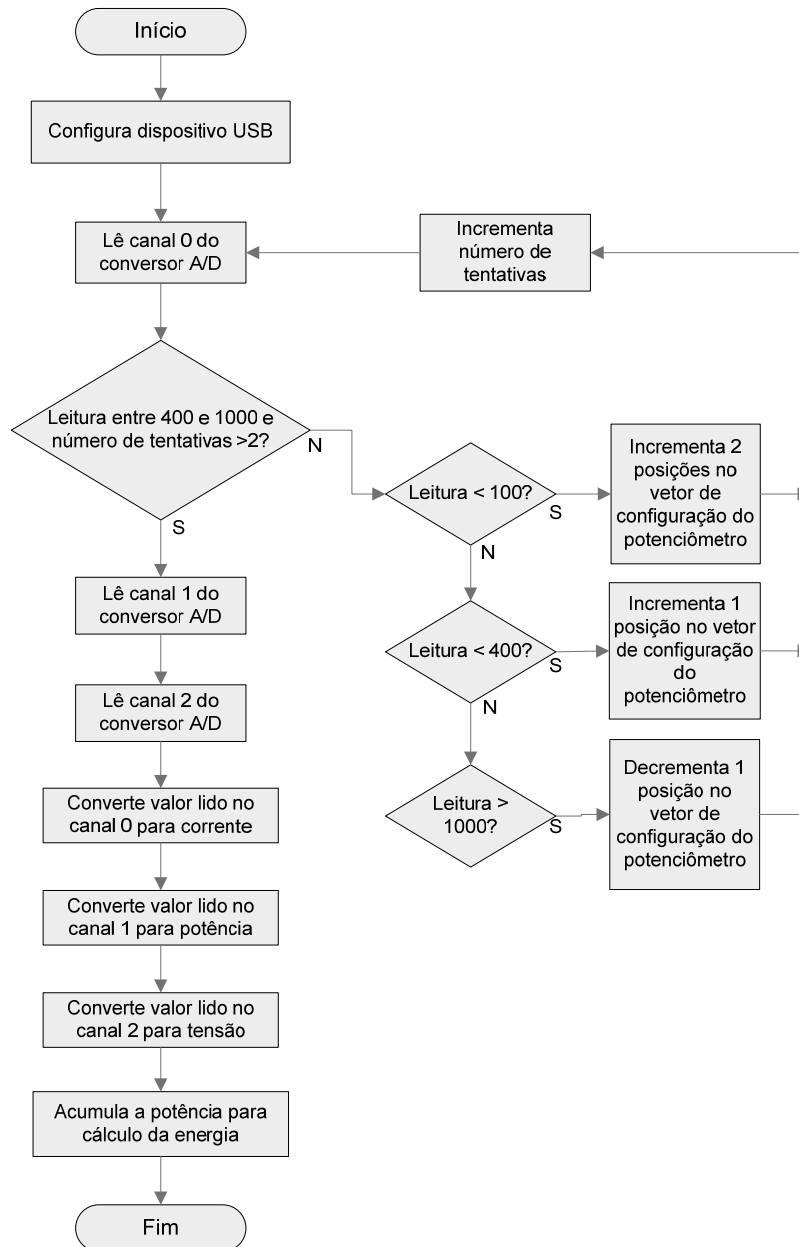 Início
Configura dispositivo USB
Lê canal 0 do
conversor A/D
Incrementa
número de
tentativas
Leitura entre 400 e 1000 e
número de tentativas >2?
N
S
Leitura < 100?
S
N
Incrementa 2
posições no
vetor de
configuração do
potenciômetro
Lê canal 1 do
conversor A/D
Leitura < 400?
S
N
Incrementa 1
posição no vetor
de configuração
do
potenciômetro
Lê canal 2 do
conversor A/D
Leitura >
1000?
S
Decrementa 1
posição no
vetor de
configuração do
potenciômetro
Converte valor lido no
canal 0 para corrente
Converte valor lido no
canal 1 para potência
Converte valor lido no
canal 2 para tensão
Acumula a potência para
cálculo da energia
Fim